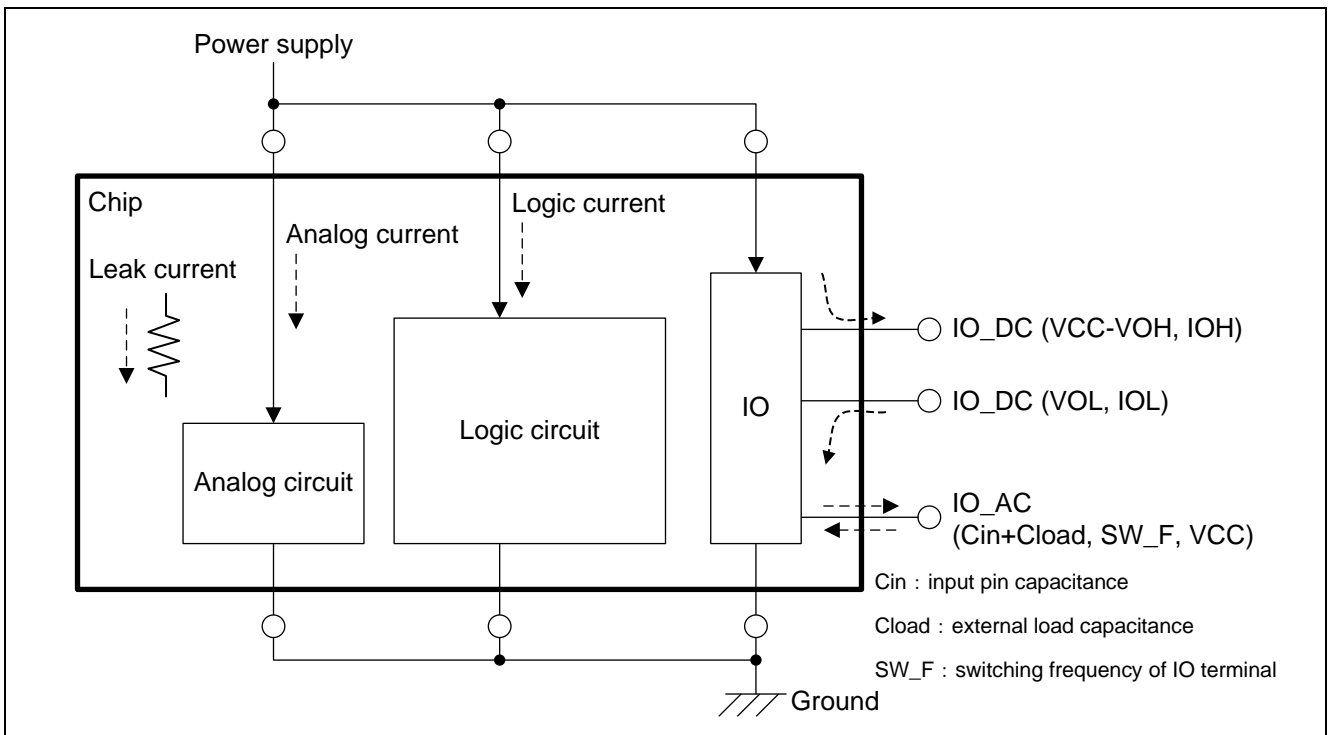 Power supply
Chip
Logic current
Analog current
Leak current
IO_DC (VCC-VOH, IOH)
IO
IO_DC (VOL, IOL)
Logic circuit
Analog circuit
IO_AC
(Cin+Cload, SW_F, VCC)
Cin : input pin capacitance
Cload : external load capacitance
SW_F : switching frequency of IO terminal
Ground